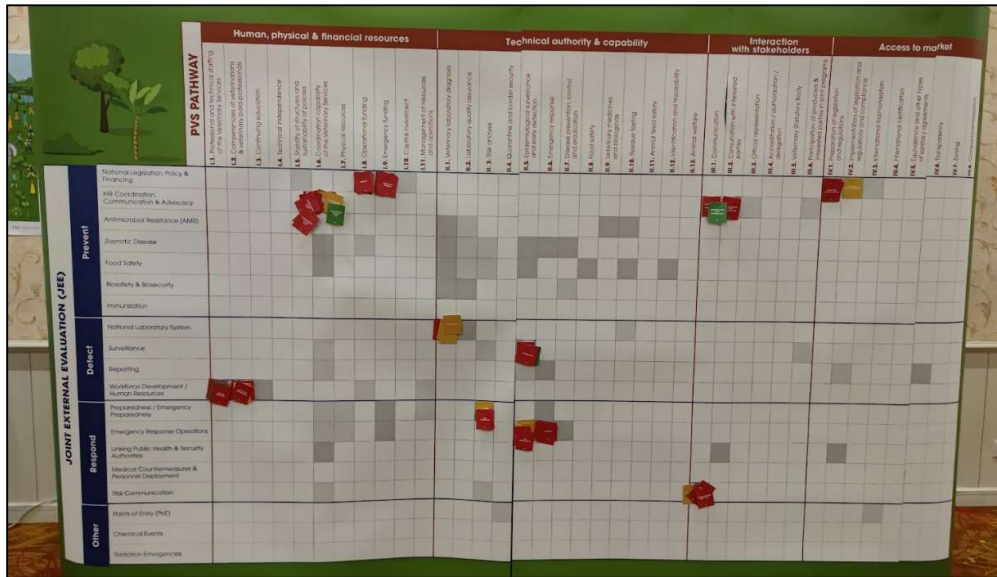 Human, physical & financial resources
Technical authority & capability
Interaction
with stakeholders
Access to market
PVS PATHWAY
I.1. Professional and technical staffing
of the Veterinary Services
I.2. Competencies of veterinarians
& veterinary para-professionals
I.3. Continuing education
I.4. Technical independence
I.5. Stability of structures and
sustainability of policies
I.6. Coordination capability
of the Veterinary Services
I.7. Physical resources
I.8. Operational funding
I.9. Emergency funding
I.10. Capital investment
I.11. Management of resources
and operations
II.1. Veterinary laboratory diagnosis
II.2. Laboratory quality assurance
II.3. Risk analysis
II.4. Quarantine and border security
II.5. Epidemiological surveillance
and early detection
II.6. Emergency response
II.7. Disease prevention, control
and eradication
II.8. Food safety
II.9. Veterinary medicines
and biologicals
II.10. Residue testing
II.11. Animal feed safety
II.12. Identification and traceability
II.13. Animal welfare
III.1. Communication
III.2. Consultation with interested
parties
III.3. Official representation
III.4. Accreditation / authorisation /
delegation
III.5. Veterinary Statutory Body
III.6. Participation of producers &
interested parties in joint programs
IV.1. Preparation of legislation
and regulations
IV.2. Implementation of legislation and
regulations and compliance
IV.3. International harmonisation
IV.4. International certification
IV.5. Equivalence and other types
of sanitary agreements
IV.6. Transparency
IV.7. Zoning
JOINT EXTERNAL EVALUATION (JEE)
Prevent
National Legislation, Policy &
Financing
IHR Coordination,
Communication & Advocacy
Antimicrobial Resistance (AMR)
Zoonotic Disease
Food Safety
Biosafety & Biosecurity
Immunization
Detect
National Laboratory System
Surveillance
Reporting
Workforce Development /
Human Resources
Respond
Preparedness / Emergency
Preparedness
Emergency Response Operations
Linking Public Health & Security
Authorities
Medical Countermeasures &
Personnel Deployment
Risk Communication
Other
Points of Entry (PoE)
Chemical Events
Radiation Emergencies